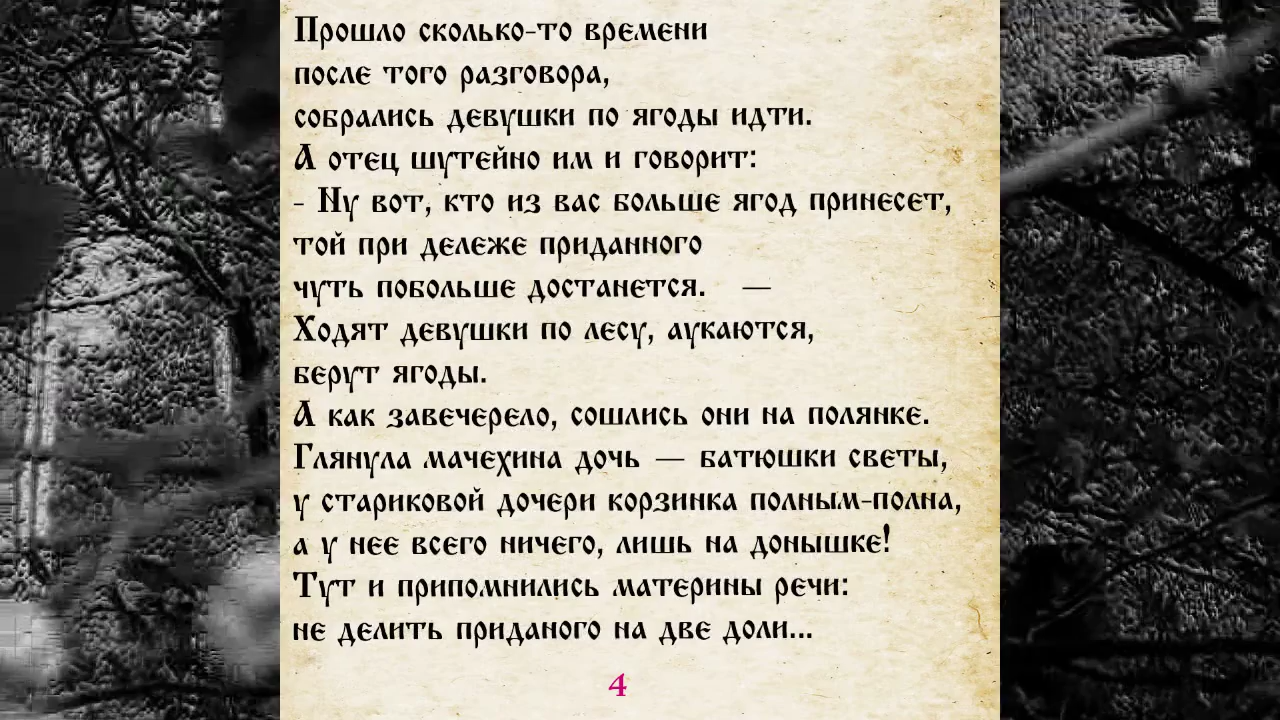 Прошло сколько-то времени
после того разговора,
собрались девушки по ягоды идти.
А отец шутейно им и говорит:
- Ну вот, кто из вас больше ягод принесет,
той при дележе приданного
чуть побольше достанется. —
Ходят девушки по лесу, аукаются,
берут ягоды.
А как завечерело, сошлись они на полянке.
Глянула мачехина дочь — батюшки светы,
у стариковой дочери корзинка полным-полна,
а у нее всего ничего, лишь на донышке!
Тут и припомнились материны речи:
не делить приданого на две доли...
4